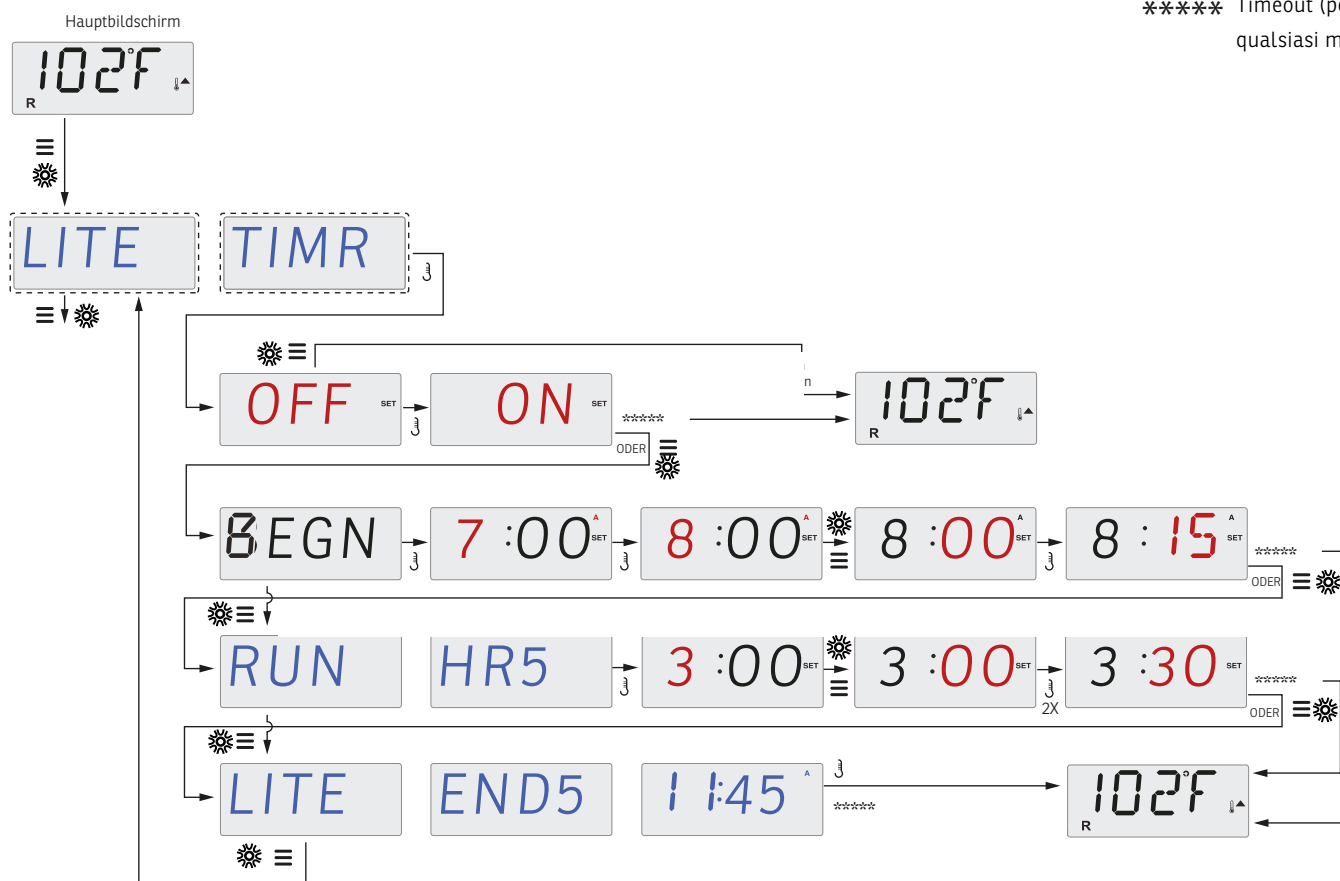 ***** Timeout (pe
qualsiasi m
Hauptbildschirm
102°F
R
LITE TIMR
OFF SET ON SET *****
n
102°F
R
ODER
BEGN 7:00 A SET 8:00 A SET 8:00 A SET 8:15 A SET *****
ODER
RUN HR5 3:00 SET 3:00 SET 3:30 SET *****
2X
ODER
LITE END5 11:45 A ***** 102°F
R